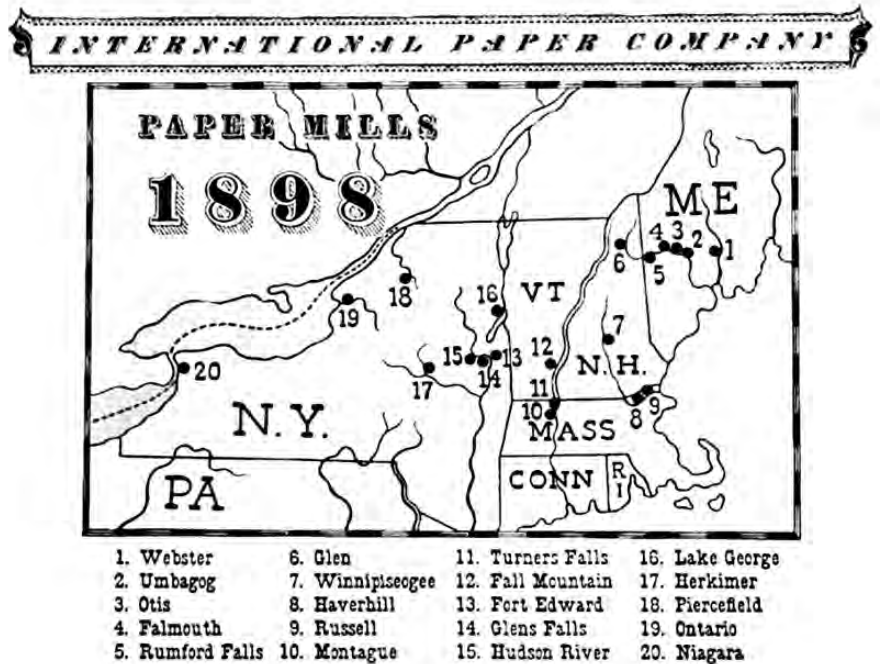 INTERNATIONAL PAPER COMPANY
PAPER MILLS
1898
ME
4 3 2 1
6 5
18
16
VT
19
7
15 14 13 12
N.H.
20
17
11
9
8
10
N.Y.
MASS
CONN
RI
PA
1. Webster 6. Glen 11. Turners Falls 16. Lake George
2. Umbagog 7. Winnipiseogee 12. Fall Mountain 17. Herkimer
3. Otis 8. Haverhill 13. Fort Edward 18. Piercefield
4. Falmouth 9. Russell 14. Glens Falls 19. Ontario
5. Rumford Falls 10. Montague 15. Hudson River 20. Niagara